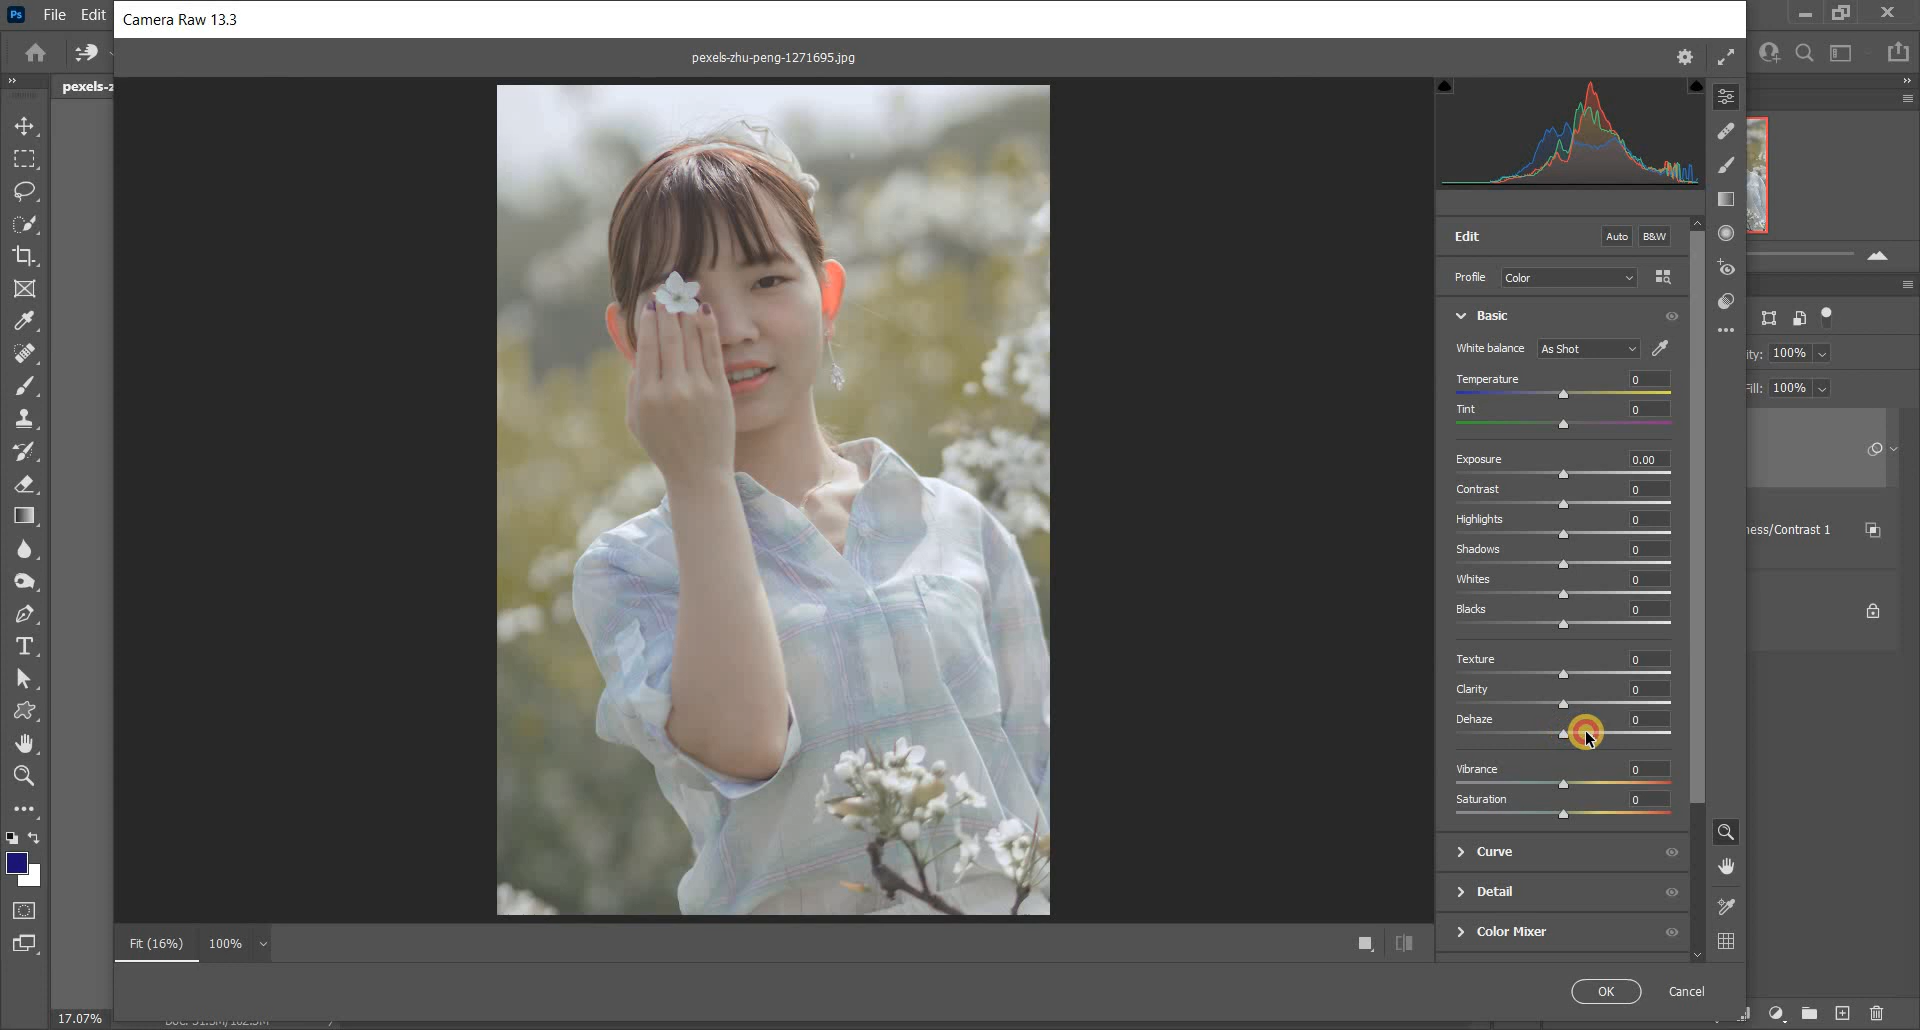 Ps File Edit
Camera Raw 13.3
pexels-zhu-peng-1271695.jpg
pexels-z
Edit Auto B&W
Profile Color
Basic
White balance As Shot
Temperature 0
Tint 0
Exposure 0.00
Contrast 0
Highlights 0
Shadows 0
Whites 0
Blacks 0
Texture 0
Clarity 0
Dehaze 0
Vibrance 0
Saturation 0
Curve
Detail
Color Mixer
ity: 100%
Fill: 100%
ness/Contrast 1
Fit (16%) 100%
OK Cancel
17.07%